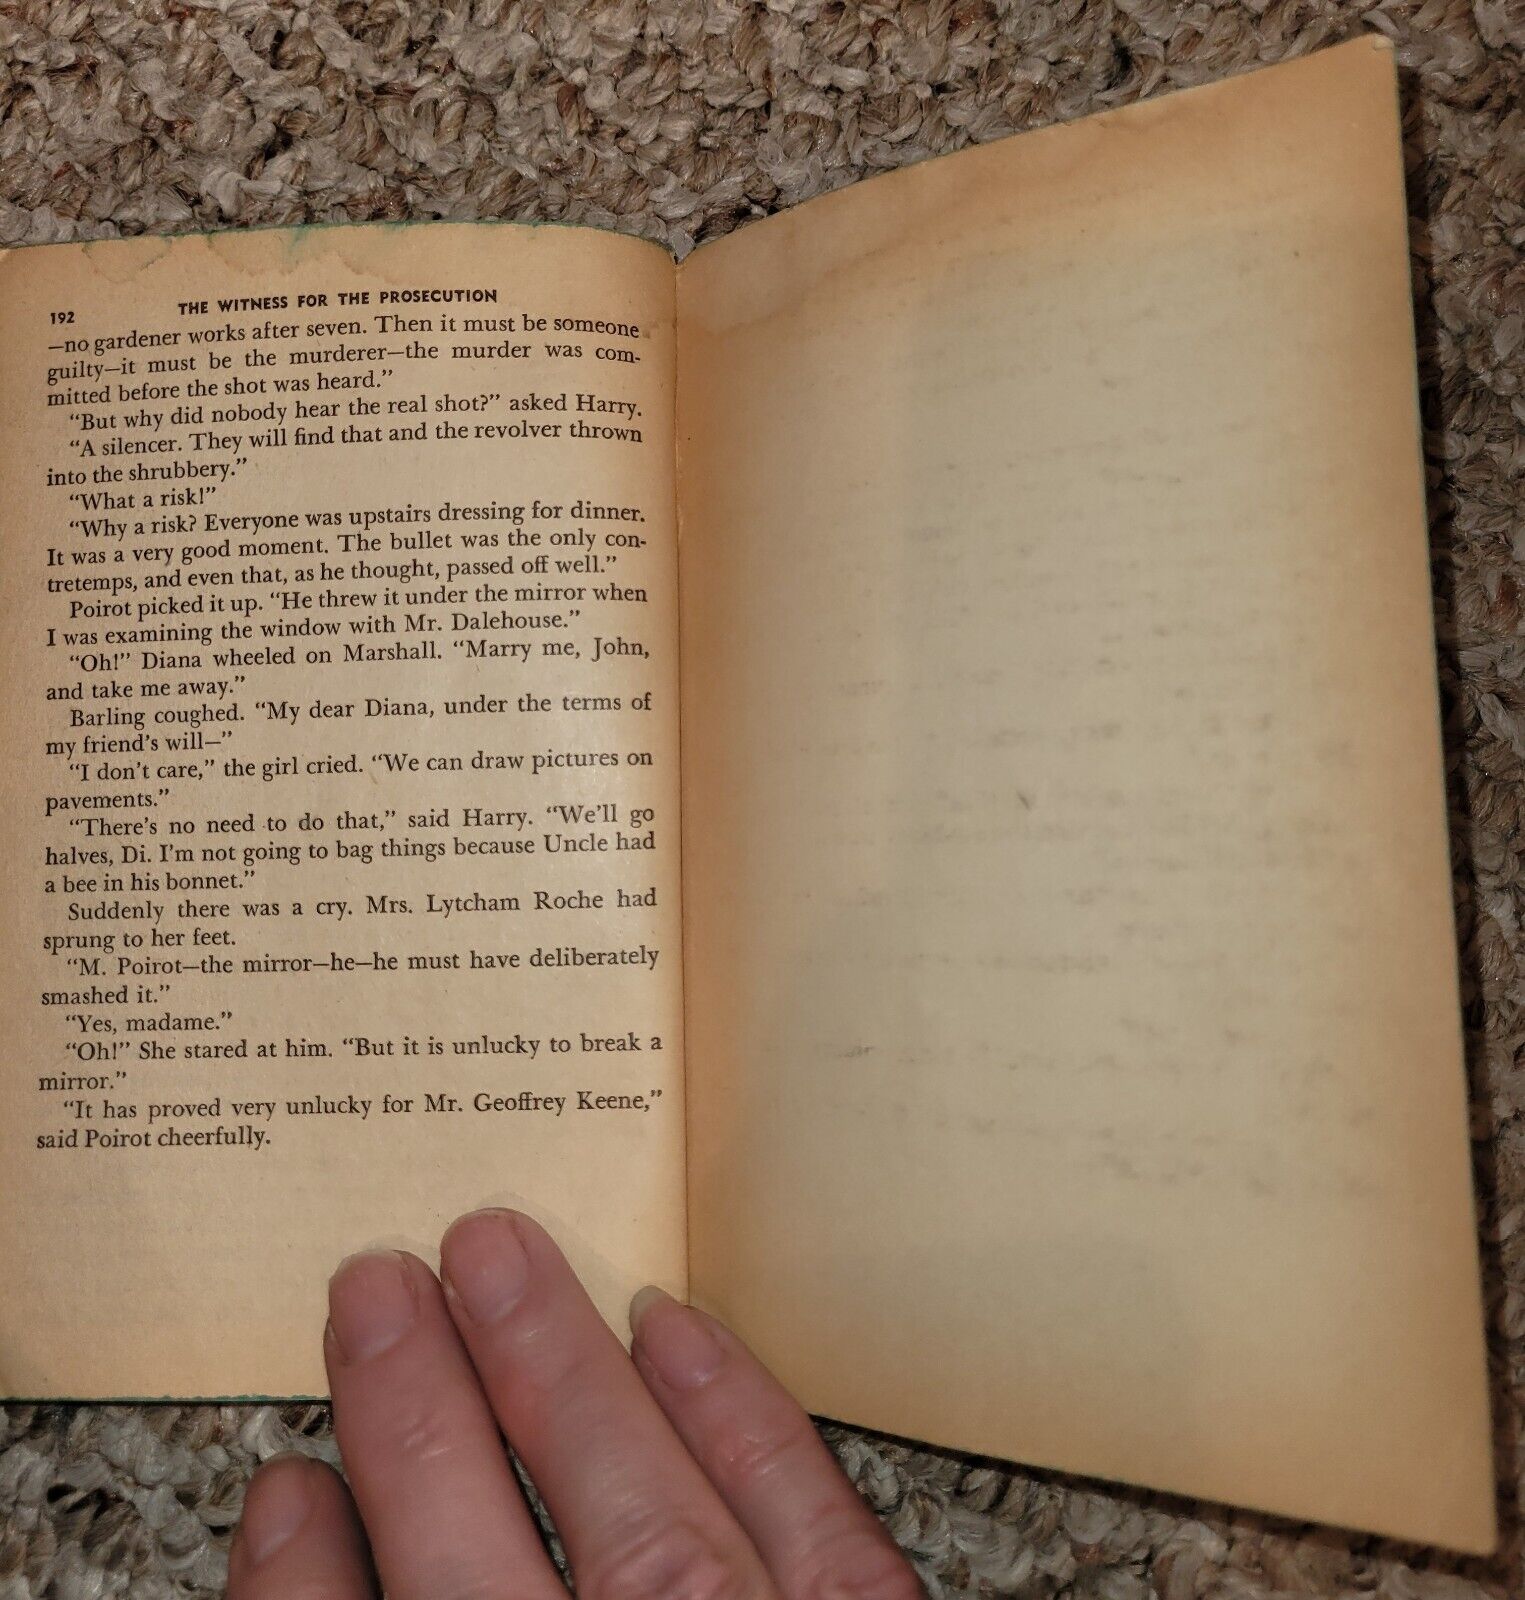 192 THE WITNESS FOR THE PROSECUTION
—no gardener works after seven. Then it must be someone
guilty—it must be the murderer—the murder was com-
mitted before the shot was heard.”
“But why did nobody hear the real shot?” asked Harry.
“A silencer. They will find that and the revolver thrown
into the shrubbery.”
“What a risk!”
“Why a risk? Everyone was upstairs dressing for dinner.
It was a very good moment. The bullet was the only con-
tretemps, and even that, as he thought, passed off well.”
Poirot picked it up. “He threw it under the mirror when
I was examining the window with Mr. Dalehouse.”
“Oh!” Diana wheeled on Marshall. “Marry me, John,
and take me away.”
Barling coughed. “My dear Diana, under the terms of
my friend’s will—”
“I don’t care,” the girl cried. “We can draw pictures on
pavements.”
“There’s no need to do that,” said Harry. “We’ll go
halves, Di. I’m not going to bag things because Uncle had
a bee in his bonnet.”
Suddenly there was a cry. Mrs. Lytcham Roche had
sprung to her feet.
“M. Poirot—the mirror—he—he must have deliberately
smashed it.”
“Yes, madame.”
“Oh!” She stared at him. “But it is unlucky to break a
mirror.”
“It has proved very unlucky for Mr. Geoffrey Keene,”
said Poirot cheerfully.